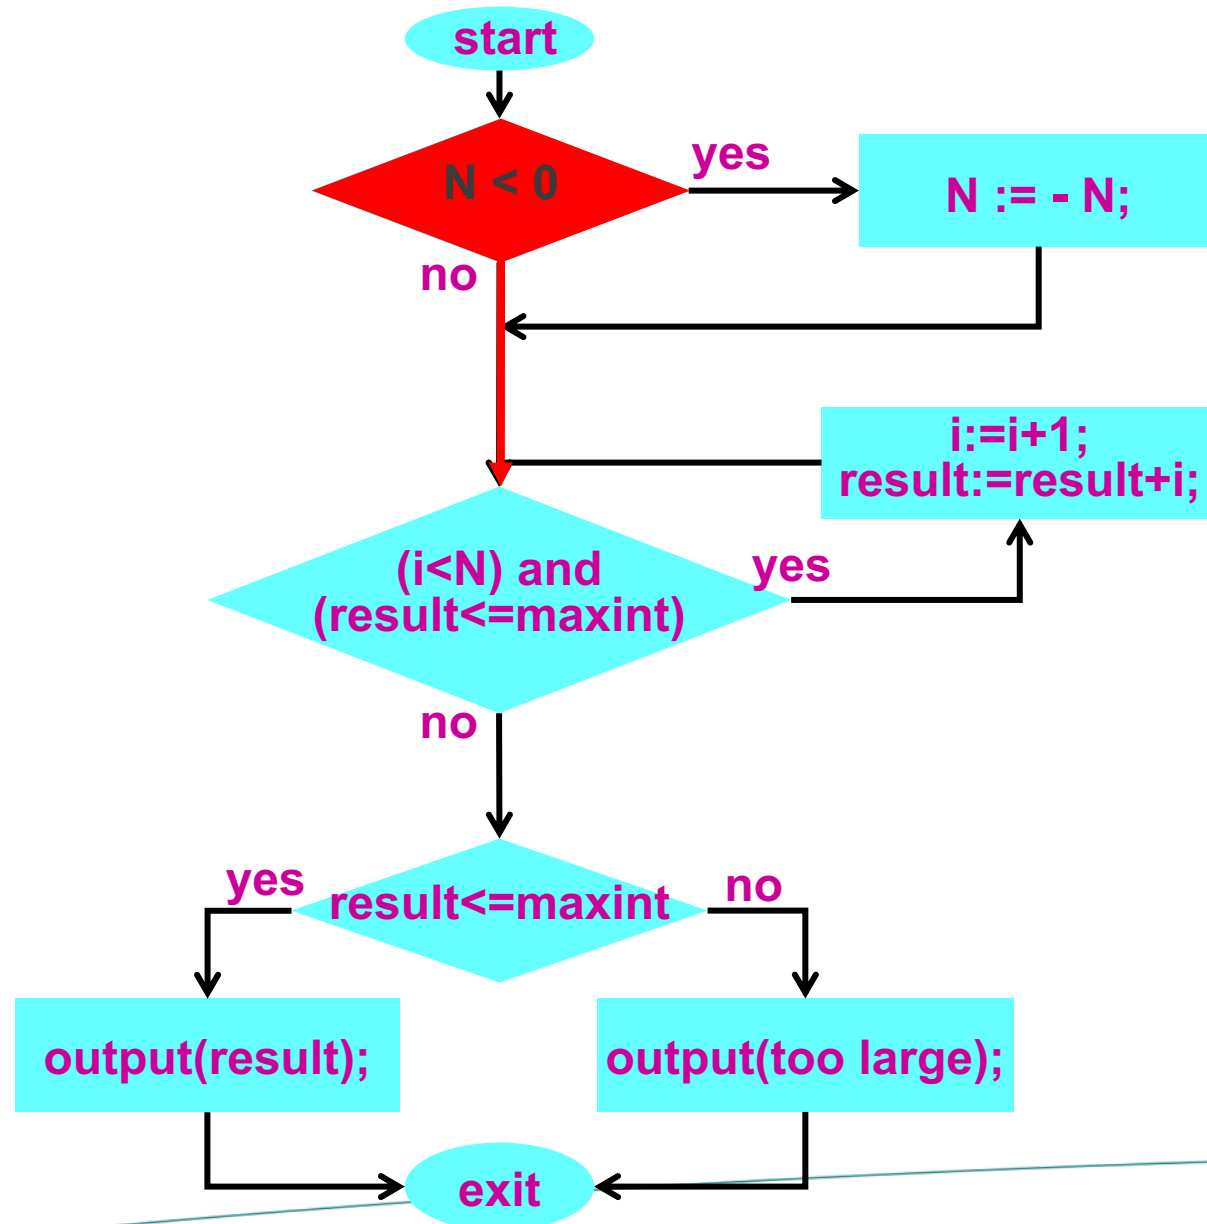 start
N < 0
yes
N := - N;
no
i:=i+1;
result:=result+i;
(i<N) and
(result<=maxint)
yes
no
yes
result<=maxint
no
output(result);
output(too large);
exit